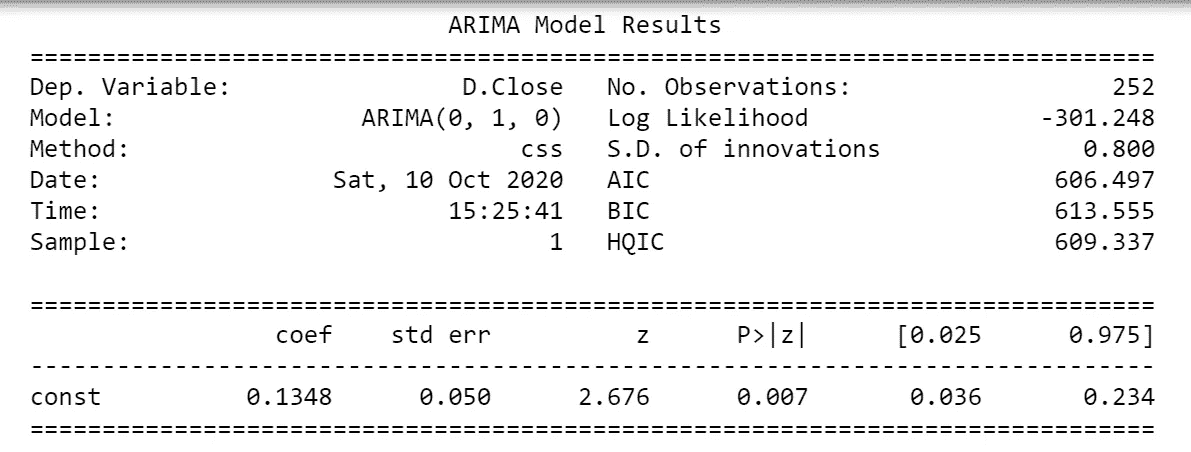 ARIMA Model Results
==============================================================================
Dep. Variable:                D.Close   No. Observations:                  252
Model:                 ARIMA(0, 1, 0)   Log Likelihood                -301.248
Method:                           css   S.D. of innovations              0.800
Date:                Sat, 10 Oct 2020   AIC                            606.497
Time:                        15:25:41   BIC                            613.555
Sample:                             1   HQIC                           609.337
==============================================================================
                 coef    std err          z      P>|z|      [0.025      0.975]
------------------------------------------------------------------------------
const          0.1348      0.050      2.676      0.007       0.036       0.234
==============================================================================